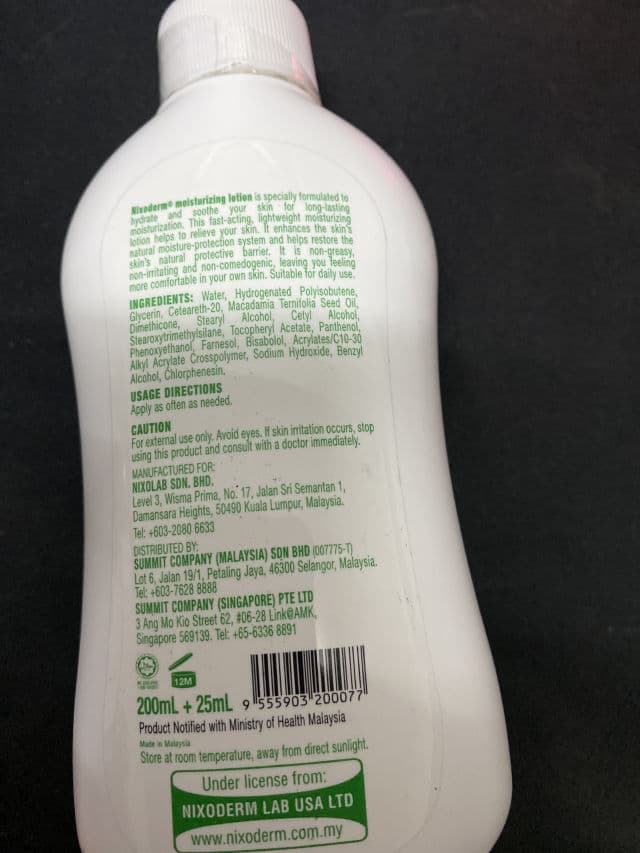 Nixoderm® moisturizing lotion is specially formulated to
hydrate and soothe your skin for long-lasting
moisturization. This fast-acting, lightweight moisturizing
lotion helps to relieve your skin. It enhances the skin's
natural moisture-protection system and helps restore the
skin's natural protective barrier. It is non-greasy,
non-irritating and non-comedogenic, leaving you feeling
more comfortable in your own skin. Suitable for daily use.
INGREDIENTS: Water, Hydrogenated Polyisobutene,
Glycerin, Ceteareth-20, Macadamia Ternifolia Seed Oil,
Dimethicone, Stearyl Alcohol, Cetyl Alcohol,
Stearoxytrimethylsilane, Tocopheryl Acetate, Panthenol,
Phenoxyethanol, Farnesol, Bisabolol, Acrylates/C10-30
Alkyl Acrylate Crosspolymer, Sodium Hydroxide, Benzyl
Alcohol, Chlorphenesin.
USAGE DIRECTIONS
Apply as often as needed.
CAUTION
For external use only. Avoid eyes. If skin irritation occurs, stop
using this product and consult with a doctor immediately.
MANUFACTURED FOR:
NIXOLAB SDN. BHD.
Level 3, Wisma Prima, No. 17, Jalan Sri Semantan 1,
Damansara Heights, 50490 Kuala Lumpur, Malaysia.
Tel: +603-2080 6633
DISTRIBUTED BY:
SUMMIT COMPANY (MALAYSIA) SDN BHD (007775-T)
Lot 6, Jalan 19/1, Petaling Jaya, 46300 Selangor, Malaysia.
Tel: +603-7628 8888
SUMMIT COMPANY (SINGAPORE) PTE LTD
3 Ang Mo Kio Street 62, #06-28 Link@AMK,
Singapore 569139. Tel: +65-6336 8891
12M
200mL + 25mL
9 555903 200077
Product Notified with Ministry of Health Malaysia
Made in Malaysia
Store at room temperature, away from direct sunlight.
Under license from:
NIXODERM LAB USA LTD
www.nixoderm.com.my